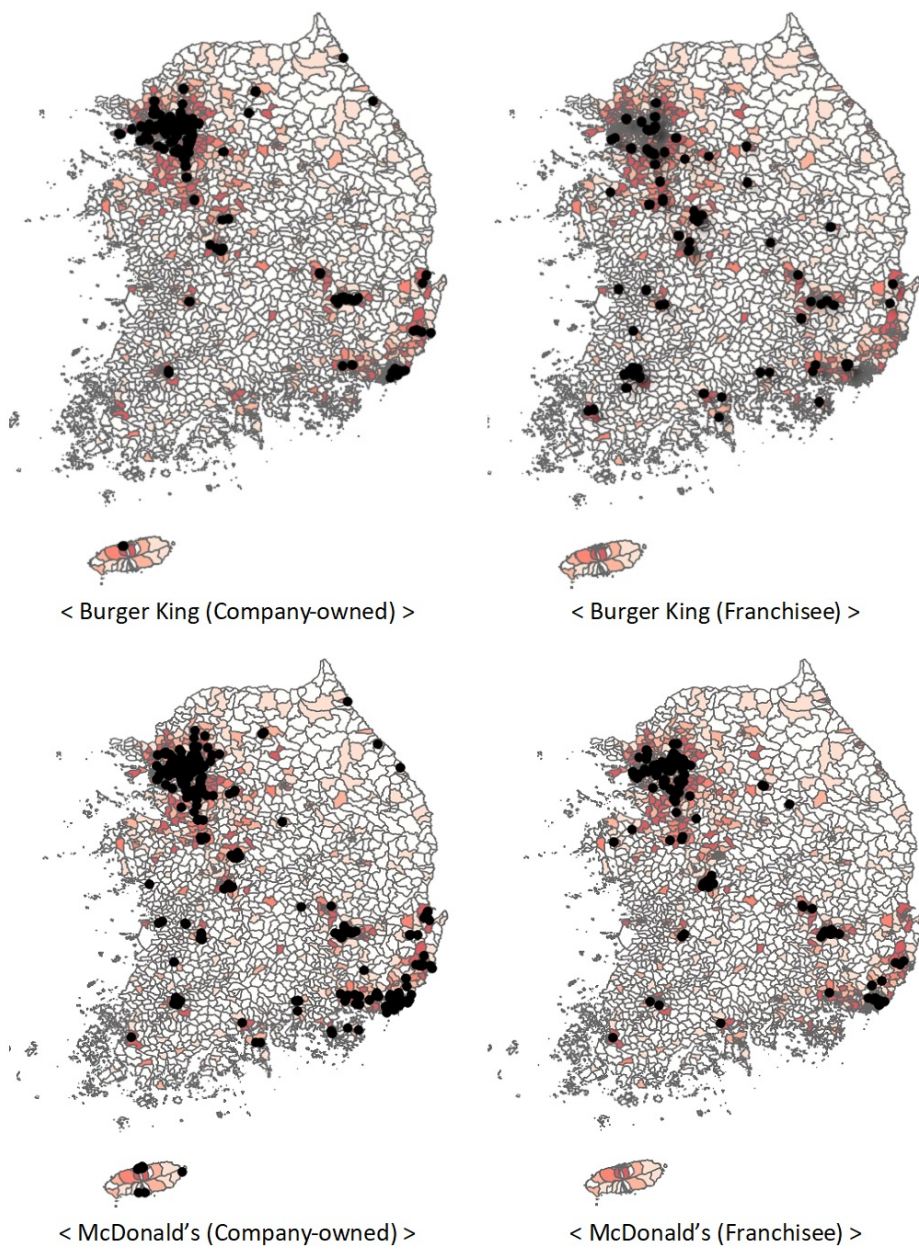 < Burger King (Company-owned) >
< Burger King (Franchisee) >
< McDonald’s (Company-owned) >
< McDonald’s (Franchisee) >